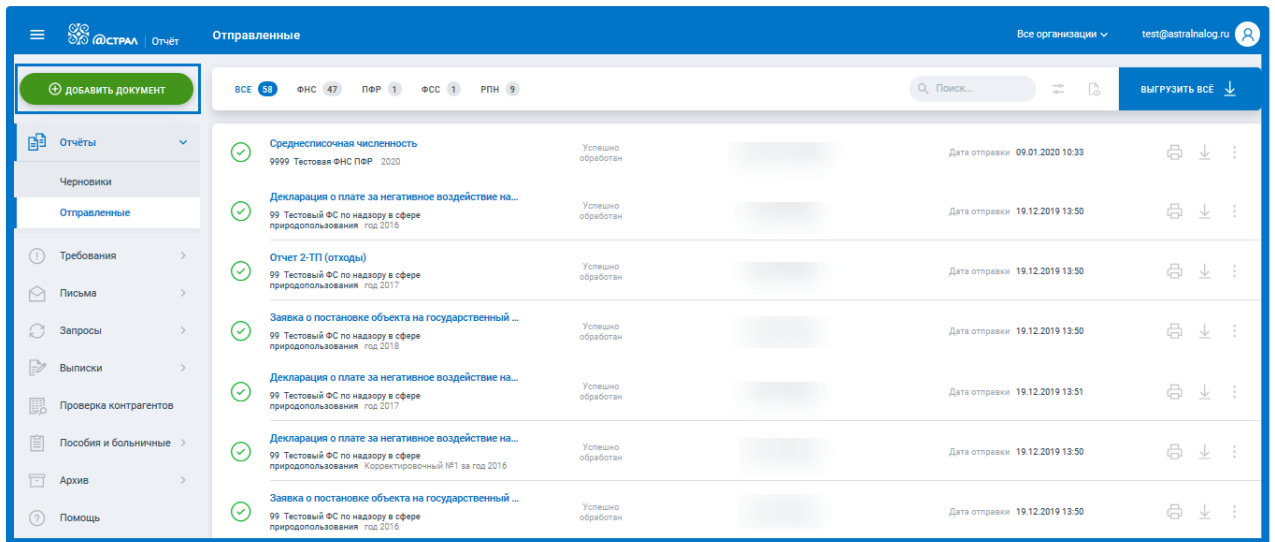 @СТРАЛ | Отчёт
Отправленные
Все организации
test@astralnalog.ru
ДОБАВИТЬ ДОКУМЕНТ
ВСЕ 58 ФНС 47 ПФР 1 ФСС 1 РПН 9
Поиск...
ВЫГРУЗИТЬ ВСЁ
Отчёты
Черновики
Отправленные
Требования
Письма
Запросы
Выписки
Проверка контрагентов
Пособия и больничные
Архив
Помощь
Среднесписочная численность
9999 Тестовая ФНС ПФР 2020
Успешно
обработан
Дата отправки 09.01.2020 10:33
Декларация о плате за негативное воздействие на...
99 Тестовый ФС по надзору в сфере
природопользования год 2016
Успешно
обработан
Дата отправки 19.12.2019 13:50
Отчет 2-ТП (отходы)
99 Тестовый ФС по надзору в сфере
природопользования год 2017
Успешно
обработан
Дата отправки 19.12.2019 13:50
Заявка о постановке объекта на государственный ...
99 Тестовый ФС по надзору в сфере
природопользования год 2018
Успешно
обработан
Дата отправки 19.12.2019 13:50
Декларация о плате за негативное воздействие на...
99 Тестовый ФС по надзору в сфере
природопользования год 2017
Успешно
обработан
Дата отправки 19.12.2019 13:51
Декларация о плате за негативное воздействие на...
99 Тестовый ФС по надзору в сфере
природопользования Корректировочный №1 за год 2016
Успешно
обработан
Дата отправки 19.12.2019 13:50
Заявка о постановке объекта на государственный ...
99 Тестовый ФС по надзору в сфере
природопользования год 2016
Успешно
обработан
Дата отправки 19.12.2019 13:50